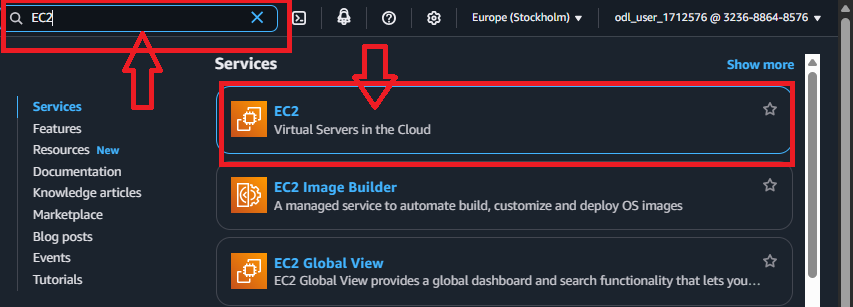 EC2
Europe (Stockholm)
odl_user_1712576 @ 3236-8864-8576
Services
Show more
Services
Features
Resources New
Documentation
Knowledge articles
Marketplace
Blog posts
Events
Tutorials
EC2
Virtual Servers in the Cloud
EC2 Image Builder
A managed service to automate build, customize and deploy OS images
EC2 Global View
EC2 Global View provides a global dashboard and search functionality that lets you…